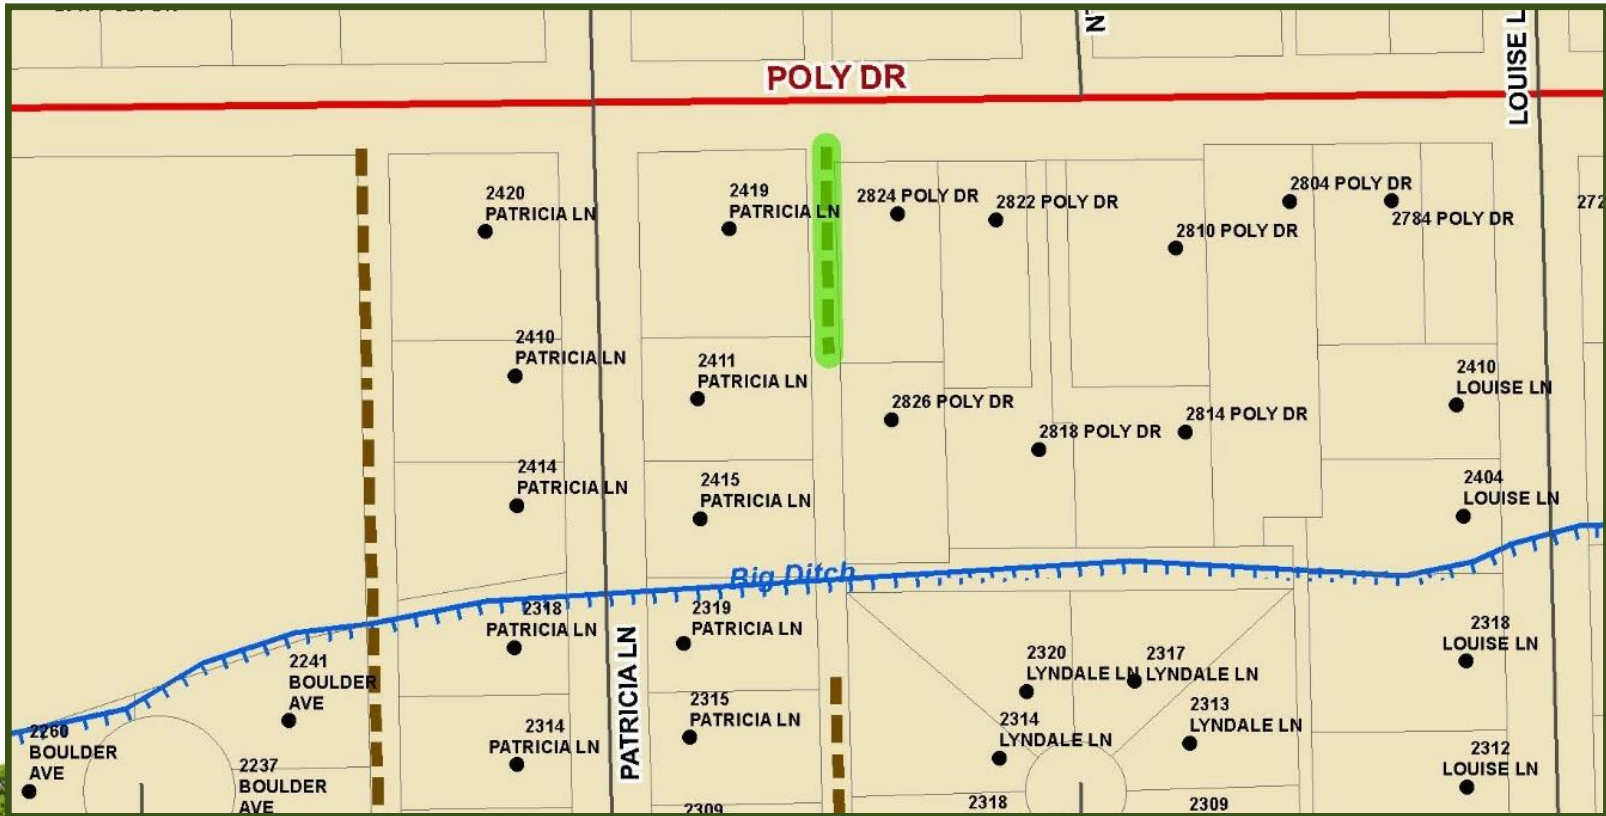 N
LOUISE L
POLY DR
2420
PATRICIA LN
2419
PATRICIA LN
2824 POLY DR
2822 POLY DR
2804 POLY DR
2784 POLY DR
272
2810 POLY DR
2410
PATRICIA LN
2411
PATRICIA LN
2410
LOUISE LN
2826 POLY DR
2818 POLY DR
2814 POLY DR
2414
PATRICIA LN
2415
PATRICIA LN
2404
LOUISE LN
Big Ditch
2318
PATRICIA LN
2319
PATRICIA LN
2318
LOUISE LN
2241
BOULDER
AVE
PATRICIA LN
2320
LYNDALE LN
2317
LYNDALE LN
2260
BOULDER
AVE
2314
PATRICIA LN
2315
PATRICIA LN
2314
LYNDALE LN
2313
LYNDALE LN
2312
LOUISE LN
2237
BOULDER
AVE
2309
2318
2309